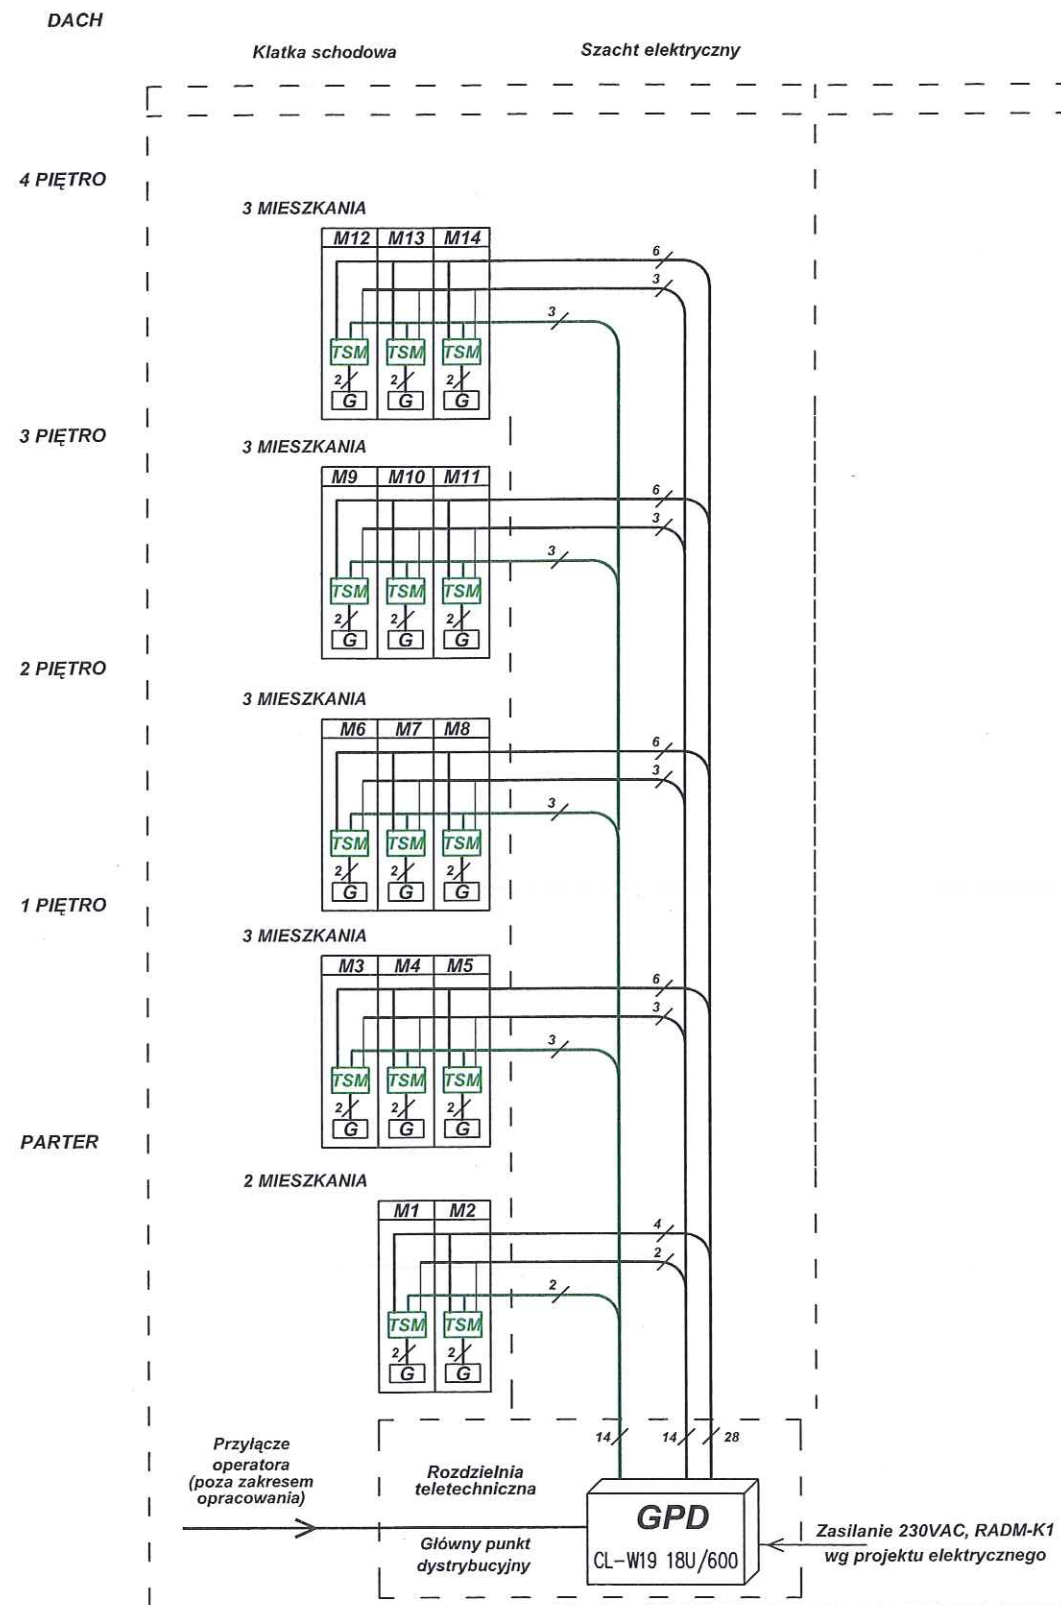 DACH
Klatka schodowa
Szacht elektryczny
4 PIĘTRO
3 MIESZKANIA
M12 M13 M14
6
3
3
TSM TSM TSM
2 2 2
G G G
3 PIĘTRO
3 MIESZKANIA
M9 M10 M11
6
3
3
TSM TSM TSM
2 2 2
G G G
2 PIĘTRO
3 MIESZKANIA
M6 M7 M8
6
3
3
TSM TSM TSM
2 2 2
G G G
1 PIĘTRO
3 MIESZKANIA
M3 M4 M5
6
3
3
TSM TSM TSM
2 2 2
G G G
PARTER
2 MIESZKANIA
M1 M2
4
2
2
TSM TSM
2 2
G G
14 14 28
Przyłącze
operatora
(poza zakresem
opracowania)
Rozdzielnia
teletechniczna
Główny punkt
dystrybucyjny
GPD
CL-W19 18U/600
Zasilanie 230VAC, RADM-K1
wg projektu elektrycznego